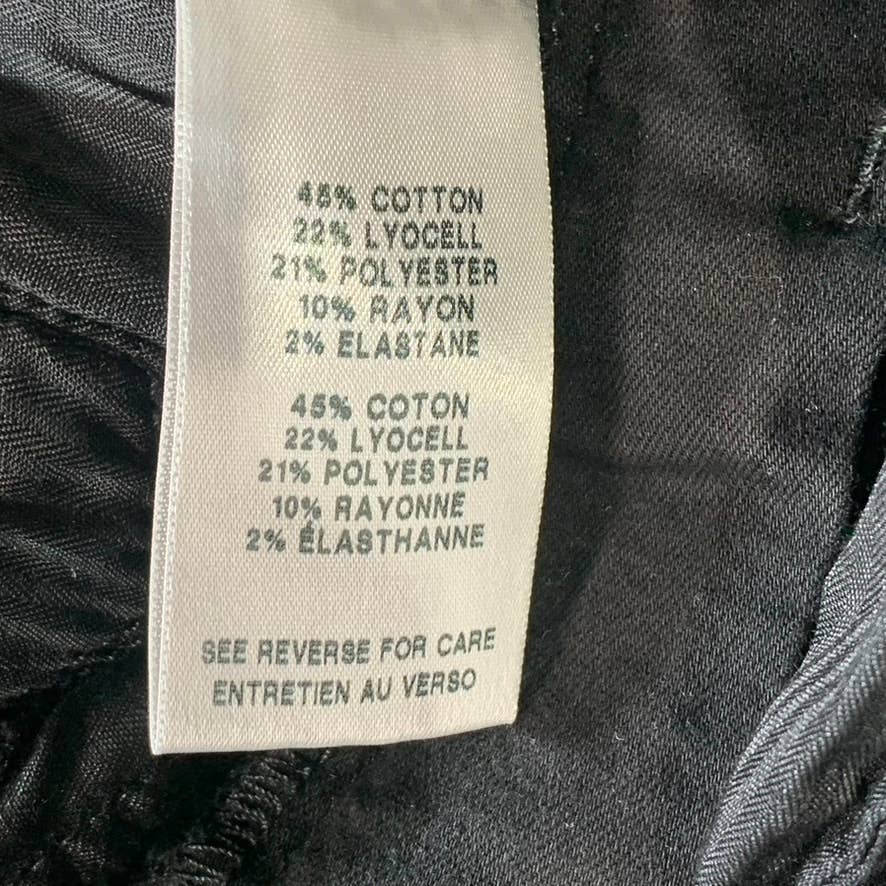 45% COTTON
22% LYOCELL
21% POLYESTER
10% RAYON
2% ELASTANE
45% COTON
22% LYOCELL
21% POLYESTER
10% RAYONNE
2% ÉLASTHANNE
SEE REVERSE FOR CARE
ENTRETIEN AU VERSO